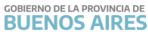 GOBIERNO DE LA PROVINCIA DE
BUENOS AIRES